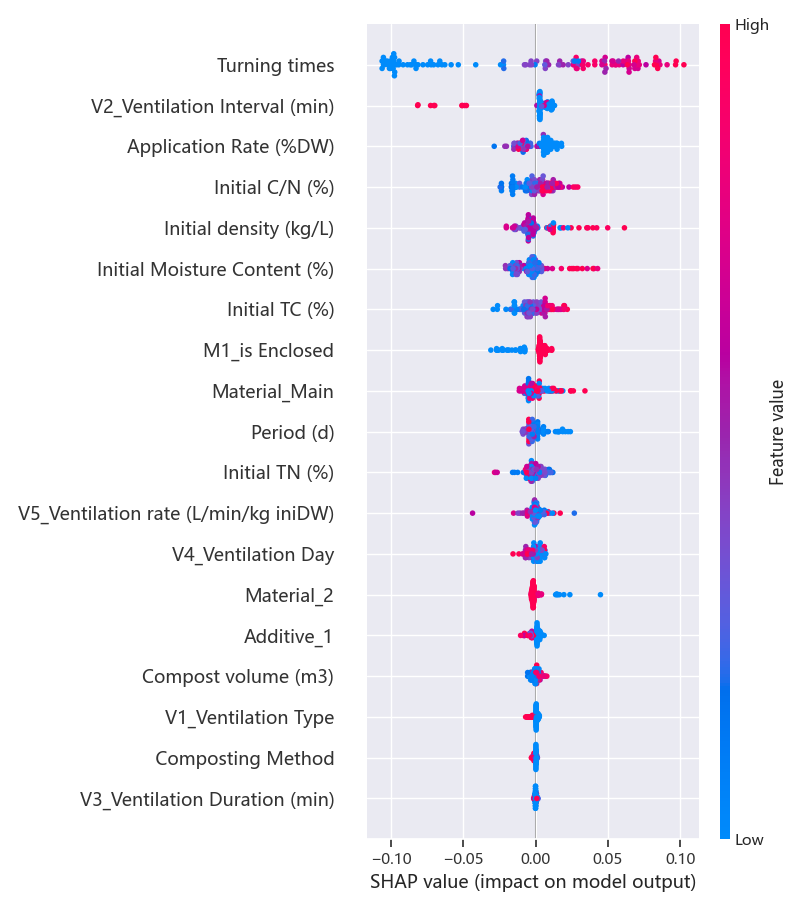 High
Turning times
V2_Ventilation Interval (min)
Application Rate (%DW)
Initial C/N (%)
Initial density (kg/L)
Initial Moisture Content (%)
Initial TC (%)
M1_is Enclosed
Material_Main
Period (d)
Initial TN (%)
V5_Ventilation rate (L/min/kg iniDW)
V4_Ventilation Day
Material_2
Additive_1
Compost volume (m3)
V1_Ventilation Type
Composting Method
V3_Ventilation Duration (min)
Feature value
Low
−0.10 −0.05 0.00 0.05 0.10
SHAP value (impact on model output)